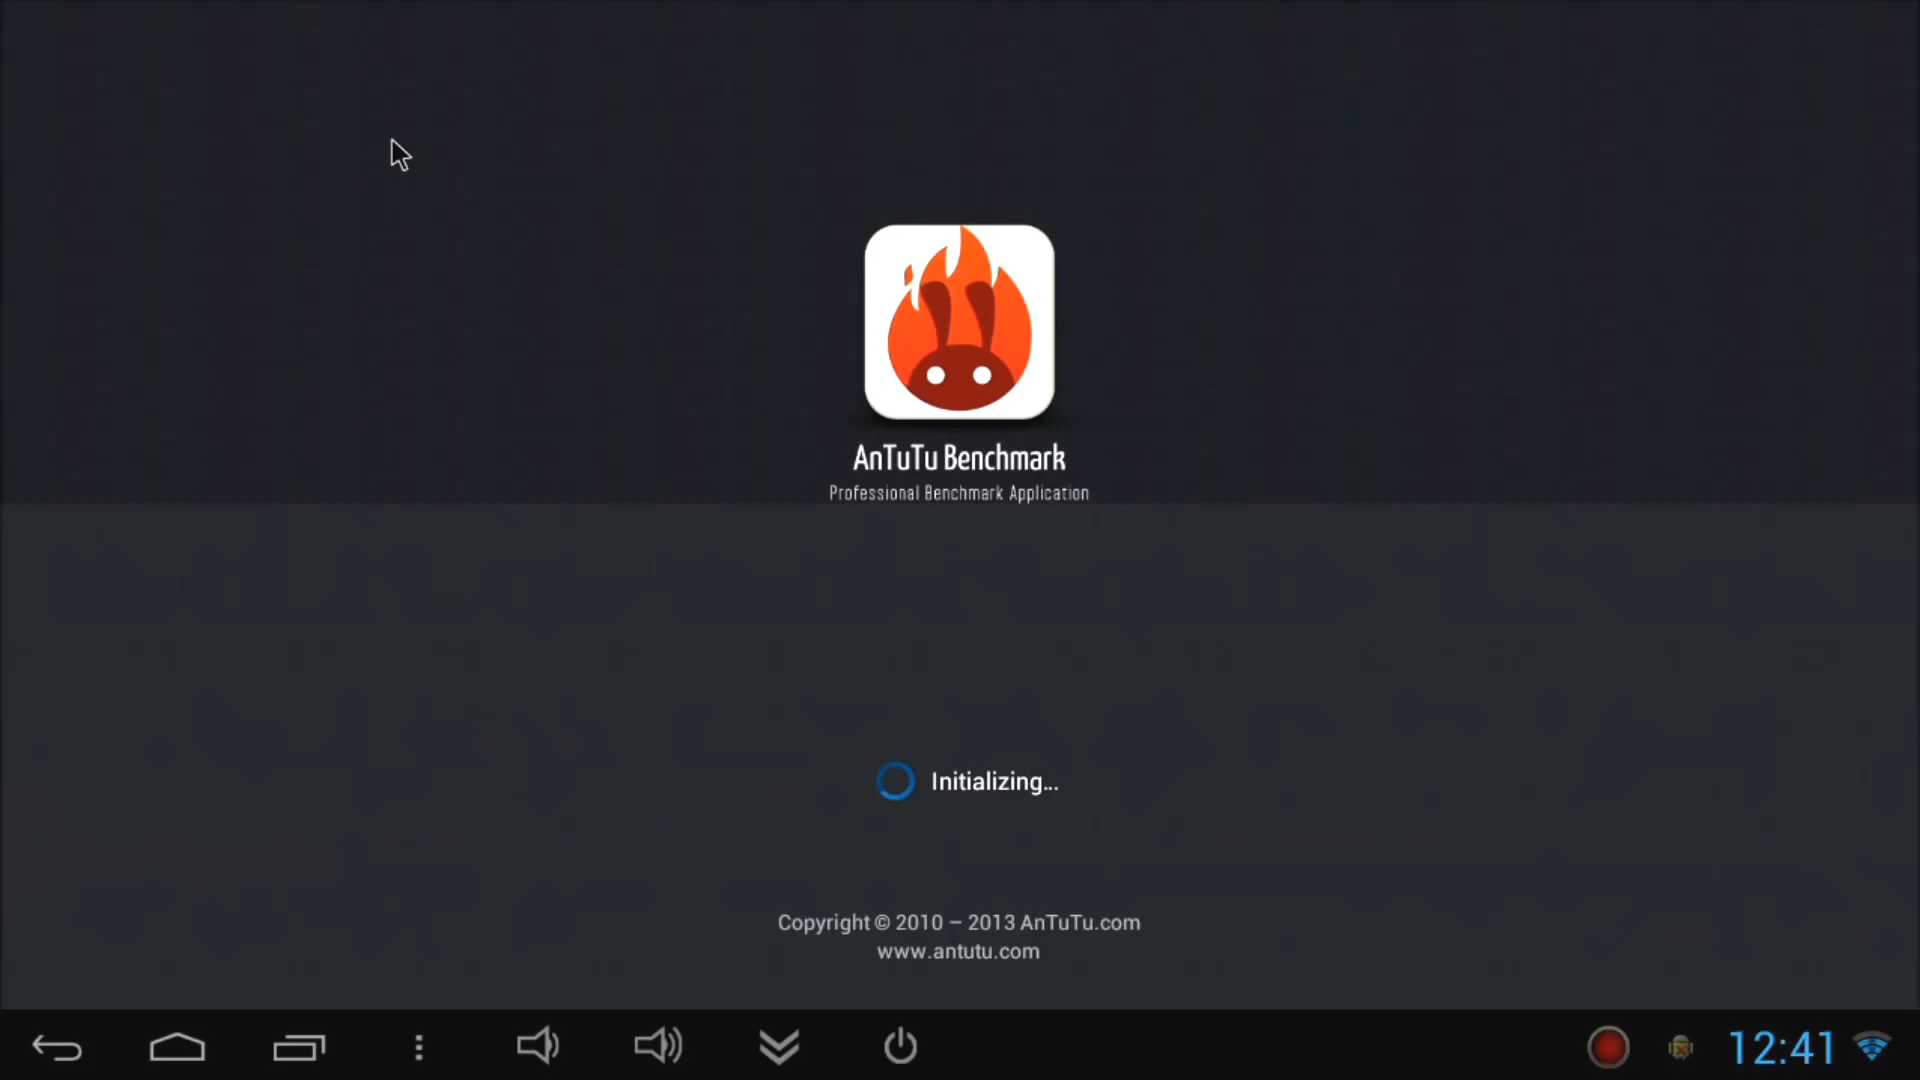 AnTuTu Benchmark
Professional Benchmark Application
Initializing...
Copyright © 2010 – 2013 AnTuTu.com
www.antutu.com
12:41